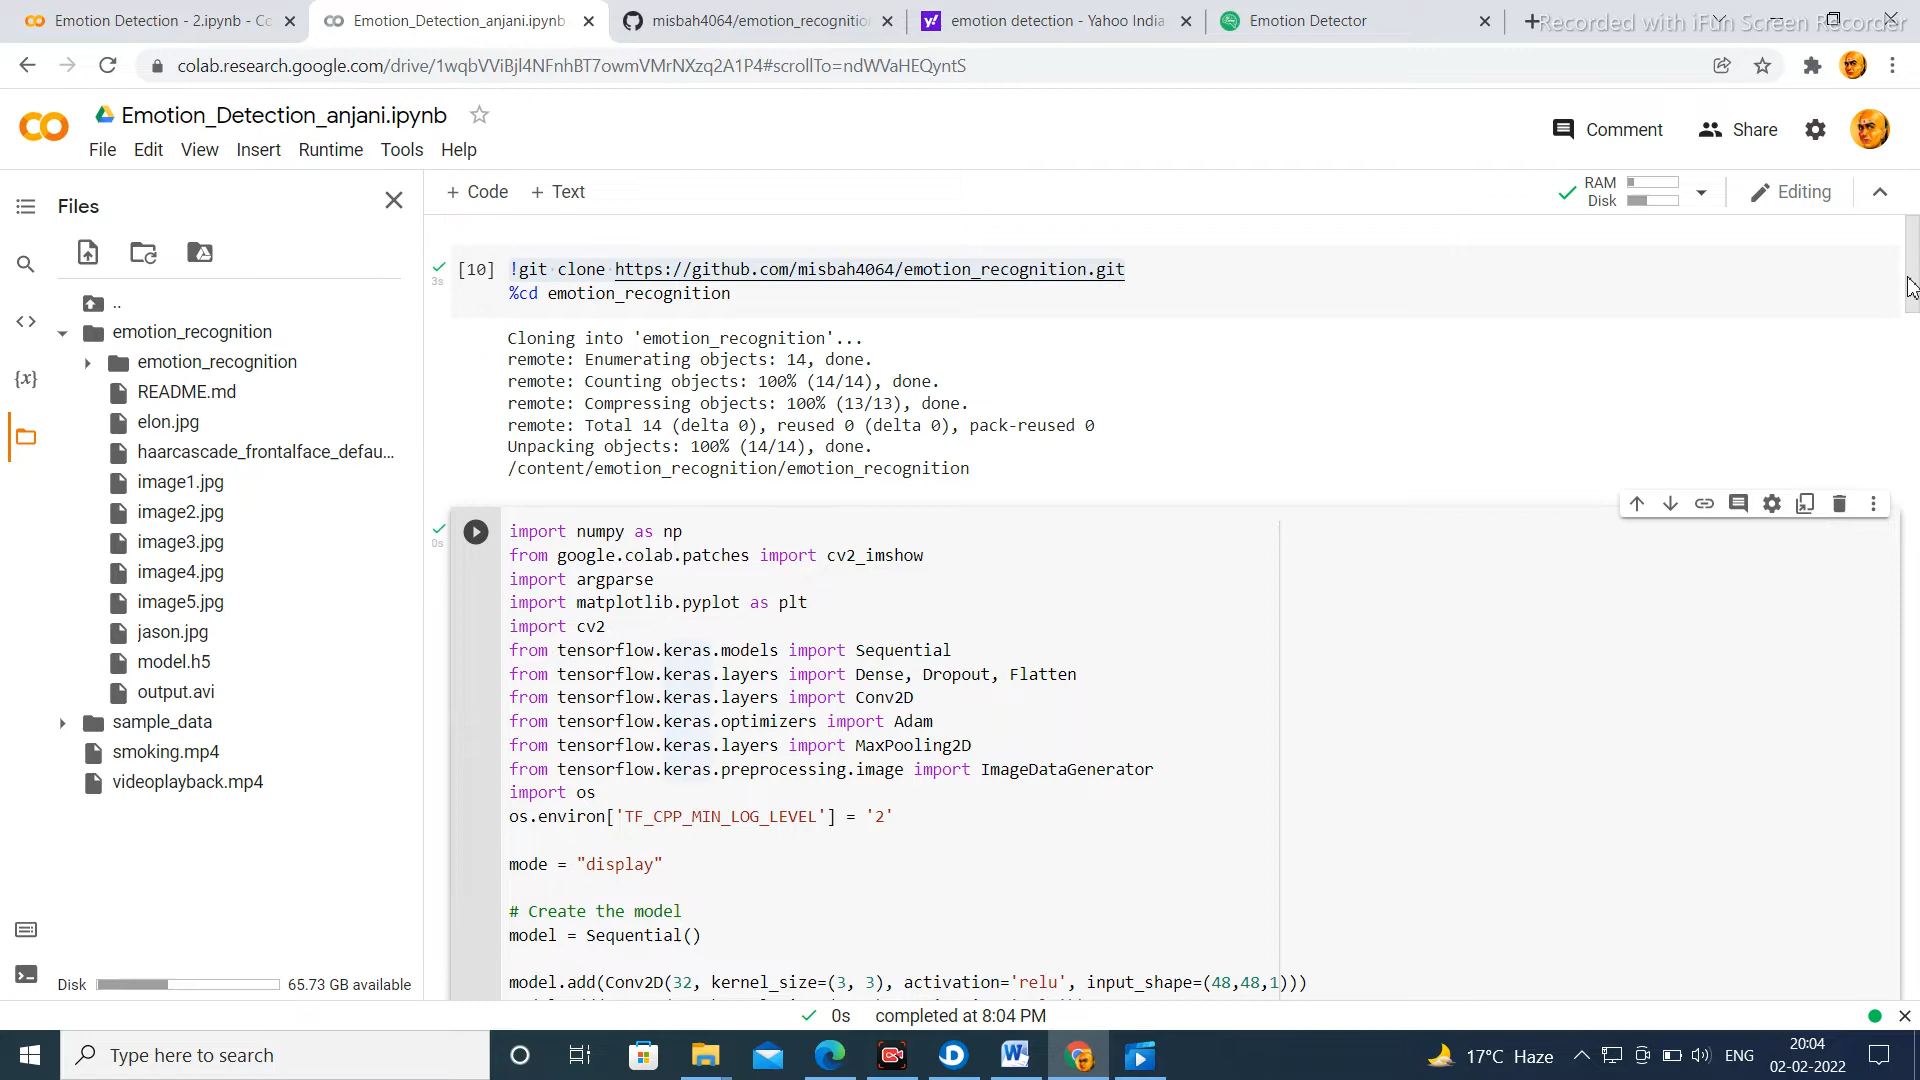 Emotion Detection - 2.ipynb - Co
Emotion_Detection_anjani.ipynb
misbah4064/emotion_recognition
emotion detection - Yahoo India
Emotion Detector
Recorded with iFun Screen Recorder
colab.research.google.com/drive/1wqbVViBjl4NFnhBT7owmVMrNXzq2A1P4#scrollTo=ndWVaHEQyntS
Emotion_Detection_anjani.ipynb
Comment
Share
File Edit View Insert Runtime Tools Help
Files
+ Code + Text
RAM
Disk
Editing
..
emotion_recognition
emotion_recognition
README.md
elon.jpg
haarcascade_frontalface_defau...
image1.jpg
image2.jpg
image3.jpg
image4.jpg
image5.jpg
jason.jpg
model.h5
output.avi
sample_data
smoking.mp4
videoplayback.mp4
Disk 65.73 GB available
{x}
3s
[10] !git clone https://github.com/misbah4064/emotion_recognition.git
%cd emotion_recognition
Cloning into 'emotion_recognition'...
remote: Enumerating objects: 14, done.
remote: Counting objects: 100% (14/14), done.
remote: Compressing objects: 100% (13/13), done.
remote: Total 14 (delta 0), reused 0 (delta 0), pack-reused 0
Unpacking objects: 100% (14/14), done.
/content/emotion_recognition/emotion_recognition
0s
import numpy as np
from google.colab.patches import cv2_imshow
import argparse
import matplotlib.pyplot as plt
import cv2
from tensorflow.keras.models import Sequential
from tensorflow.keras.layers import Dense, Dropout, Flatten
from tensorflow.keras.layers import Conv2D
from tensorflow.keras.optimizers import Adam
from tensorflow.keras.layers import MaxPooling2D
from tensorflow.keras.preprocessing.image import ImageDataGenerator
import os
os.environ['TF_CPP_MIN_LOG_LEVEL'] = '2'
mode = "display"
# Create the model
model = Sequential()
model.add(Conv2D(32, kernel_size=(3, 3), activation='relu', input_shape=(48,48,1)))
0s completed at 8:04 PM
Type here to search
17°C Haze
ENG
20:04
02-02-2022